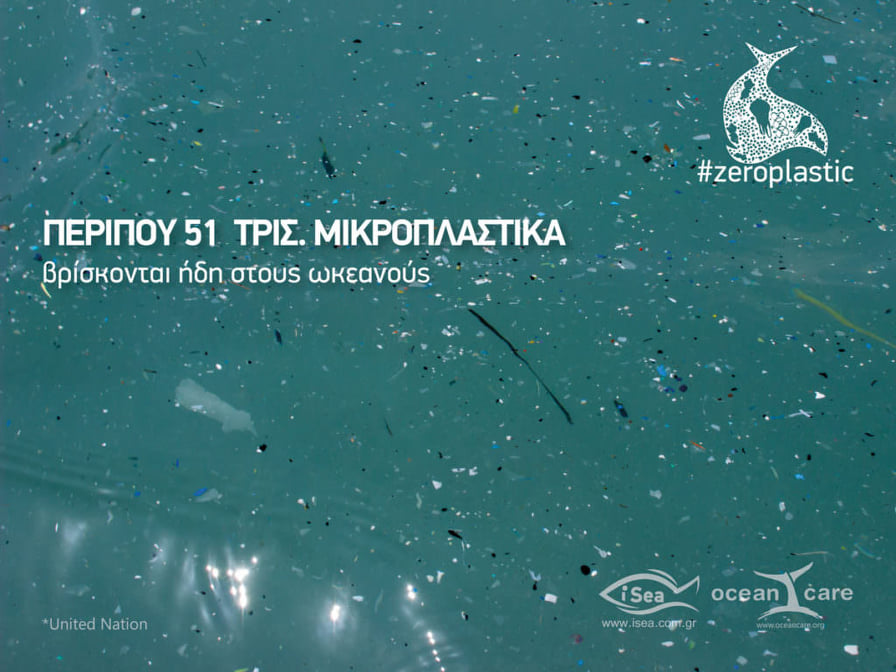 #zeroplastic
ΠΕΡΙΠΟΥ 51 ΤΡΙΣ. ΜΙΚΡΟΠΛΑΣΤΙΚΑ
βρίσκονται ήδη στους ωκεανούς
iSea
www.isea.com.gr
ocean care
www.oceancare.org
*United Nation